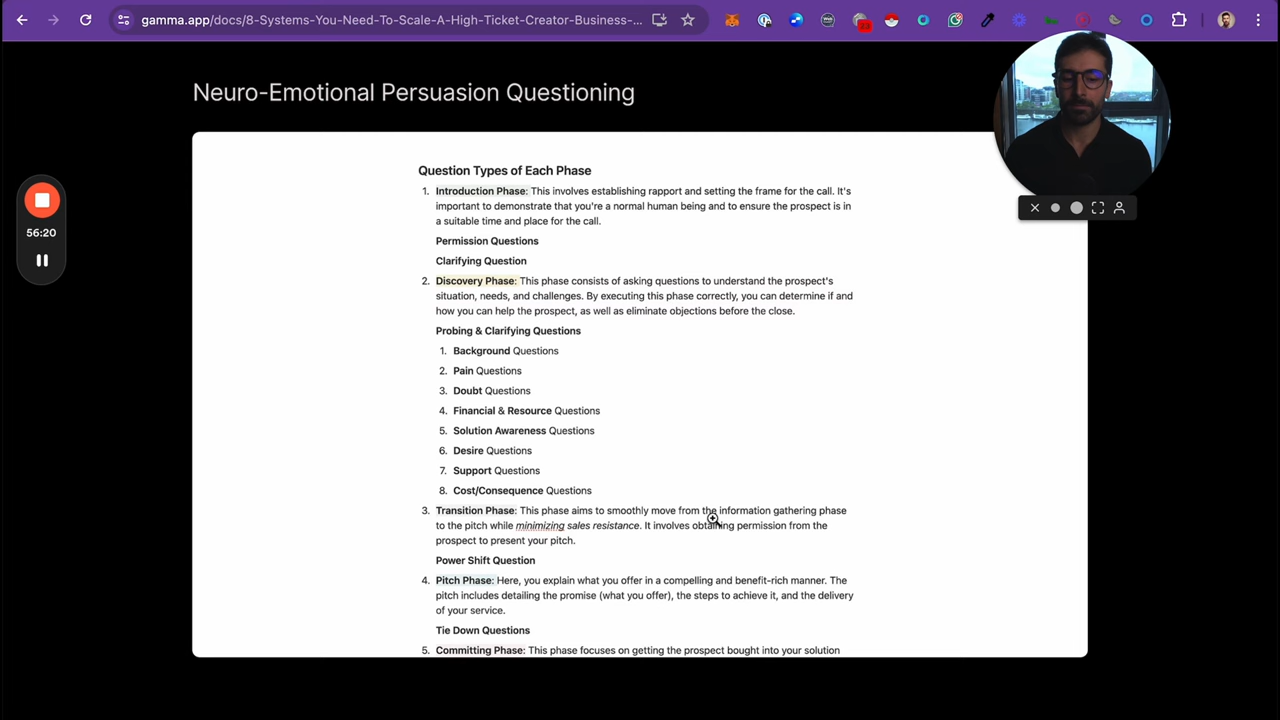 gamma.app/docs/8-Systems-You-Need-To-Scale-A-High-Ticket-Creator-Business-...
Neuro-Emotional Persuasion Questioning
56:20
Question Types of Each Phase
1. Introduction Phase: This involves establishing rapport and setting the frame for the call. It's
important to demonstrate that you're a normal human being and to ensure the prospect is in
a suitable time and place for the call.
Permission Questions
Clarifying Question
2. Discovery Phase: This phase consists of asking questions to understand the prospect's
situation, needs, and challenges. By executing this phase correctly, you can determine if and
how you can help the prospect, as well as eliminate objections before the close.
Probing & Clarifying Questions
1. Background Questions
2. Pain Questions
3. Doubt Questions
4. Financial & Resource Questions
5. Solution Awareness Questions
6. Desire Questions
7. Support Questions
8. Cost/Consequence Questions
3. Transition Phase: This phase aims to smoothly move from the information gathering phase
to the pitch while minimizing sales resistance. It involves obtaining permission from the
prospect to present your pitch.
Power Shift Question
4. Pitch Phase: Here, you explain what you offer in a compelling and benefit-rich manner. The
pitch includes detailing the promise (what you offer), the steps to achieve it, and the delivery
of your service.
Tie Down Questions
5. Committing Phase: This phase focuses on getting the prospect bought into your solution